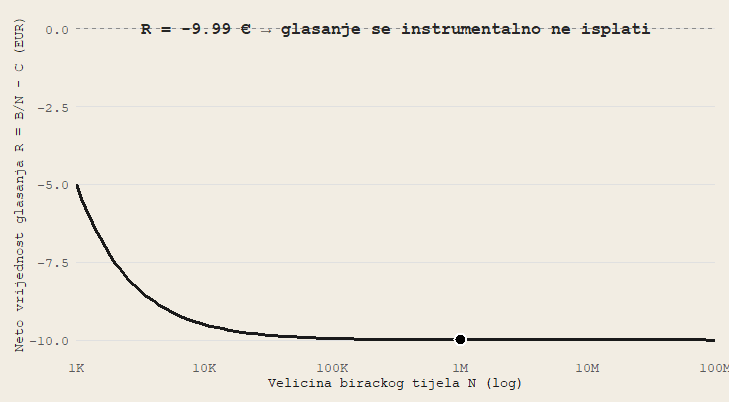 R = -9.99 € → glasanje se instrumentalno ne isplati
Neto vrijednost glasanja R = B/N - C (EUR)
0.0
-2.5
-5.0
-7.5
-10.0
1K 10K 100K 1M 10M 100M
Velicina birackog tijela N (log)